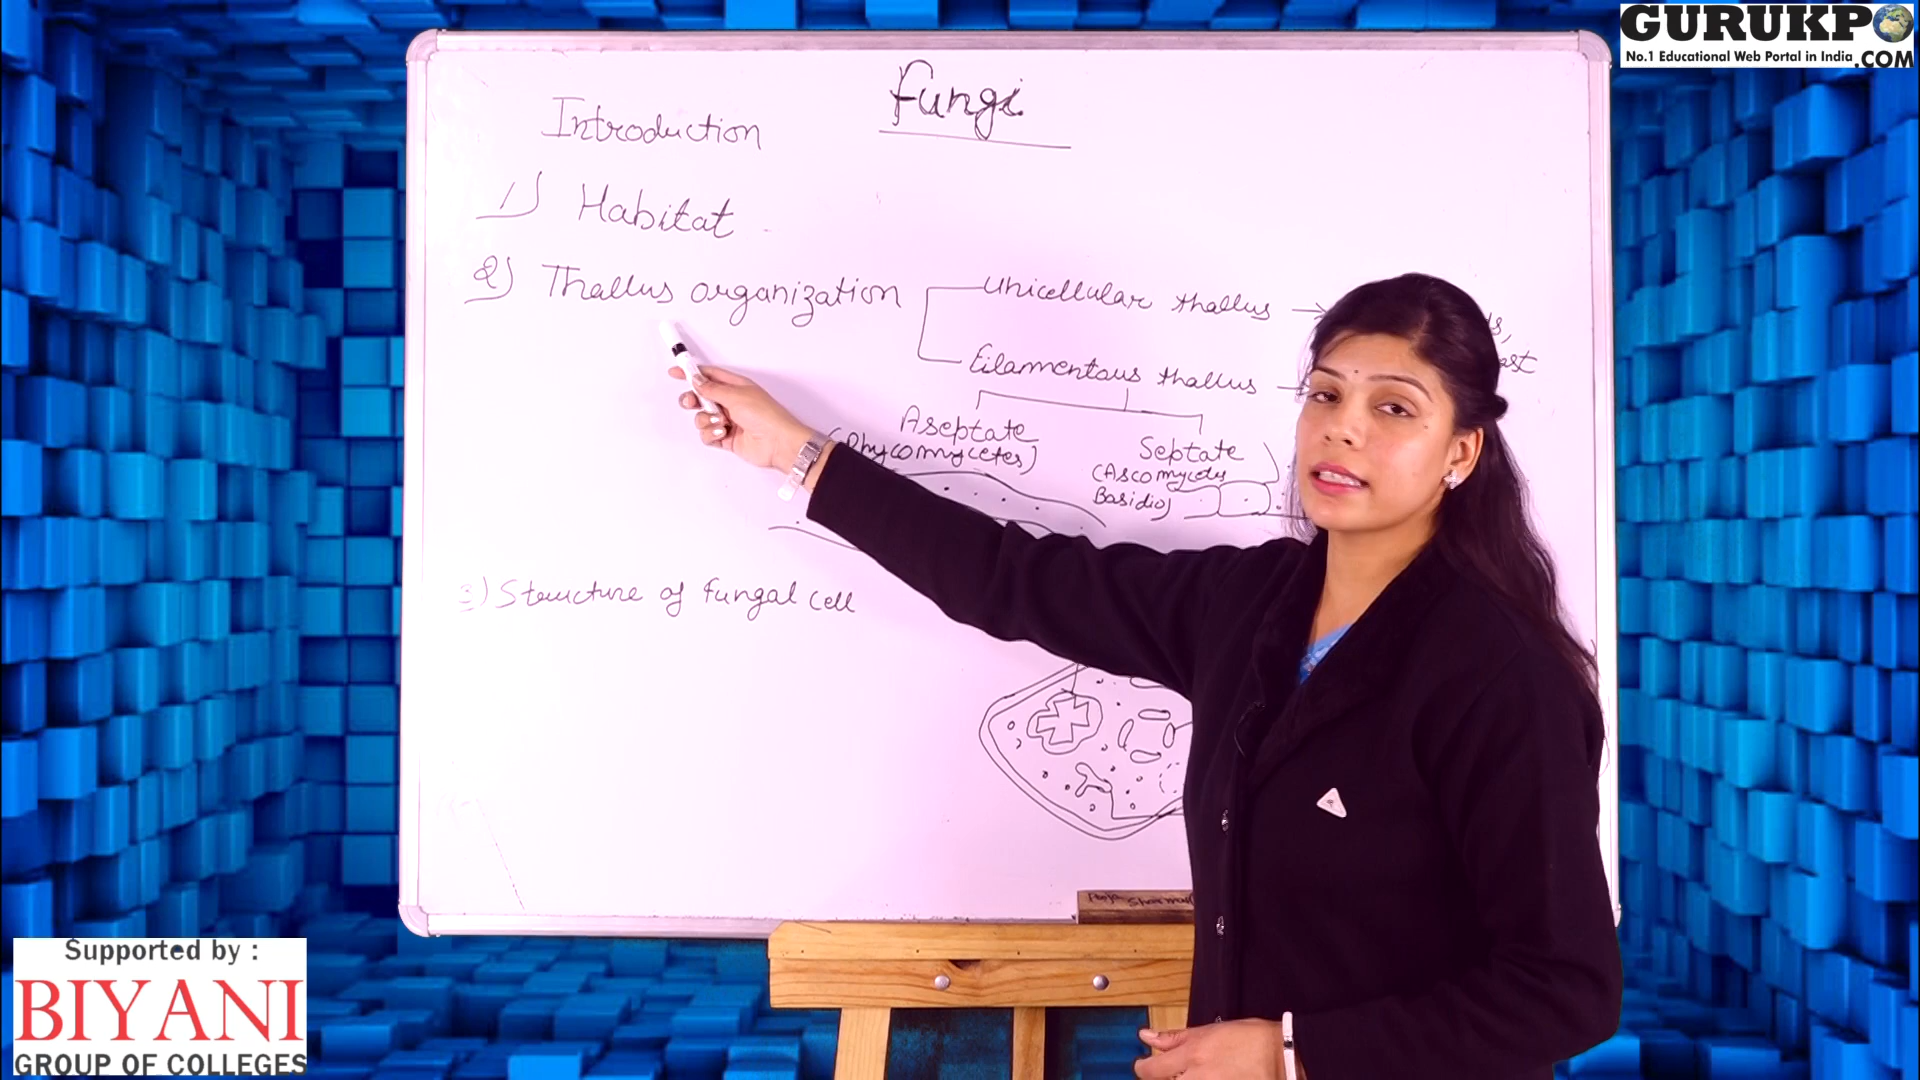 GURUKPO
No.1 Educational Web Portal in India .COM
Fungi
Introduction
1) Habitat
2) Thallus organization
Unicellular thallus →
Filamentous thallus →
Aseptate
(Phycomycetes)
Septate
(Ascomycetes
Basidio)
3) Structure of fungal cell
Supported by :
BIYANI
GROUP OF COLLEGES